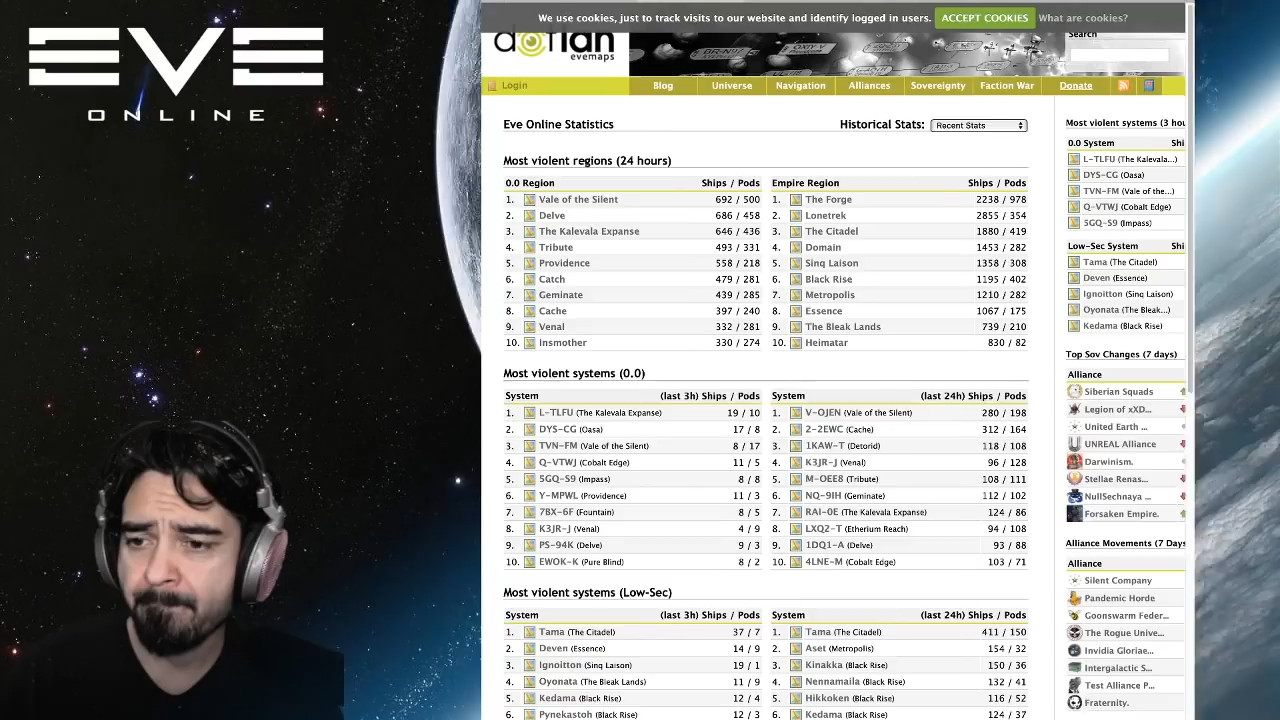 EVE
ONLINE
We use cookies, just to track visits to our website and identify logged in users. ACCEPT COOKIES What are cookies?
dotlan
evemaps
Search
Login Blog Universe Navigation Alliances Sovereignty Faction War Donate
Eve Online Statistics Historical Stats: Recent Stats
Most violent regions (24 hours)
0.0 Region Ships / Pods Empire Region Ships / Pods
1. Vale of the Silent 692 / 500 1. The Forge 2238 / 978
2. Delve 686 / 458 2. Lonetrek 2855 / 354
3. The Kalevala Expanse 646 / 436 3. The Citadel 1880 / 419
4. Tribute 493 / 331 4. Domain 1453 / 282
5. Providence 558 / 218 5. Sinq Laison 1358 / 308
6. Catch 479 / 281 6. Black Rise 1195 / 402
7. Geminate 439 / 285 7. Metropolis 1210 / 282
8. Cache 397 / 240 8. Essence 1067 / 175
9. Venal 332 / 281 9. The Bleak Lands 739 / 210
10. Insmother 330 / 274 10. Heimatar 830 / 82
Most violent systems (0.0)
System (last 3h) Ships / Pods System (last 24h) Ships / Pods
1. L-TLFU (The Kalevala Expanse) 19 / 10 1. V-OJEN (Vale of the Silent) 280 / 198
2. DYS-CG (Oasa) 17 / 8 2. 2-2EWC (Cache) 312 / 164
3. TVN-FM (Vale of the Silent) 8 / 17 3. 1KAW-T (Detorid) 118 / 108
4. Q-VTWJ (Cobalt Edge) 11 / 5 4. K3JR-J (Venal) 96 / 128
5. 5GQ-S9 (Impass) 8 / 8 5. M-OEE8 (Tribute) 108 / 111
6. Y-MPWL (Providence) 11 / 3 6. NQ-9IH (Geminate) 112 / 102
7. 7BX-6F (Fountain) 8 / 6 7. RAI-0E (The Kalevala Expanse) 124 / 86
8. K3JR-J (Venal) 4 / 9 8. LXQ2-T (Etherium Reach) 94 / 108
9. PS-94K (Delve) 9 / 3 9. 1DQ1-A (Delve) 93 / 88
10. EWOK-K (Pure Blind) 8 / 2 10. 4LNE-M (Cobalt Edge) 103 / 71
Most violent systems (Low-Sec)
System (last 3h) Ships / Pods System (last 24h) Ships / Pods
1. Tama (The Citadel) 37 / 7 1. Tama (The Citadel) 411 / 150
2. Deven (Essence) 14 / 9 2. Aset (Metropolis) 154 / 32
3. Ignoitton (Sinq Laison) 19 / 1 3. Kinakka (Black Rise) 150 / 36
4. Oyonata (The Bleak Lands) 11 / 9 4. Nennamaila (Black Rise) 132 / 41
5. Kedama (Black Rise) 12 / 4 5. Hikkoken (Black Rise) 116 / 52
6. Pynekastoh (Black Rise) 12 / 3 6. Kedama (Black Rise) 124 / 37
Most violent systems (3 hou
0.0 System Shi
L-TLFU (The Kalevala...)
DYS-CG (Oasa)
TVN-FM (Vale of the...)
Q-VTWJ (Cobalt Edge)
5GQ-S9 (Impass)
Low-Sec System Shi
Tama (The Citadel)
Deven (Essence)
Ignoitton (Sinq Laison)
Oyonata (The Bleak...)
Kedama (Black Rise)
Top Sov Changes (7 days)
Alliance
Siberian Squads
Legion of xXD...
United Earth ...
UNREAL Alliance
Darwinism.
Stellae Renas...
NullSechnaya ...
Forsaken Empire.
Alliance Movements (7 Days
Alliance
Silent Company
Pandemic Horde
Goonswarm Feder...
The Rogue Unive...
Invidia Gloriae...
Intergalactic S...
Test Alliance P...
Fraternity.